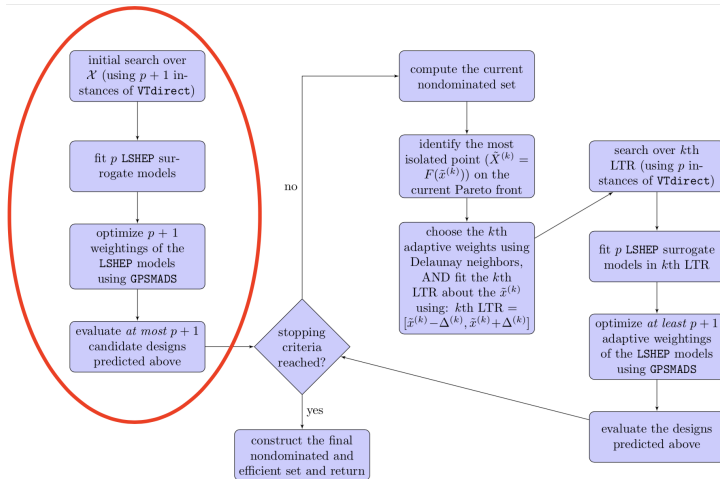 initial search over
𝒳 (using p + 1 in-
stances of VTdirect)
fit p LSHEP sur-
rogate models
optimize p + 1
weightings of the
LSHEP models
using GPSMADS
evaluate at most p + 1
candidate designs
predicted above
stopping
criteria
reached?
no
yes
construct the final
nondominated and
efficient set and return
compute the current
nondominated set
identify the most
isolated point (X̃^(k) =
F(x̃^(k))) on the
current Pareto front
choose the kth
adaptive weights using
Delaunay neighbors,
AND fit the kth
LTR about the x̃^(k)
using: kth LTR =
[x̃^(k)−Δ^(k), x̃^(k)+Δ^(k)]
search over kth
LTR (using p in-
stances of VTdirect)
fit p LSHEP surrogate
models in kth LTR
optimize at least p + 1
adaptive weightings
of the LSHEP models
using GPSMADS
evaluate the designs
predicted above